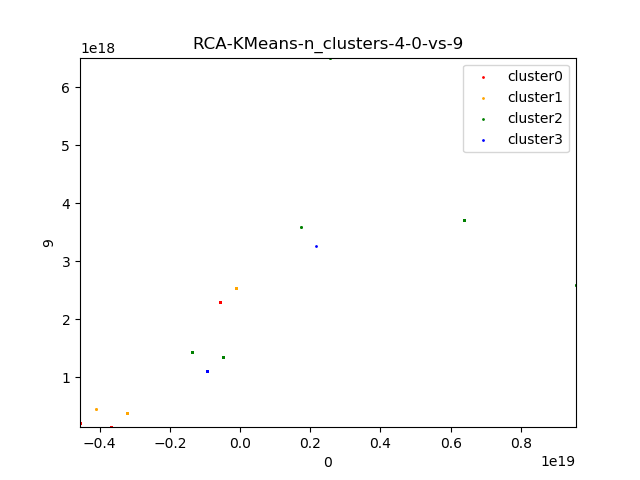 RCA-KMeans-n_clusters-4-0-vs-9
1e18
6
5
4
3
2
1
9
cluster0
cluster1
cluster2
cluster3
−0.4 −0.2 0.0 0.2 0.4 0.6 0.8
0
1e19